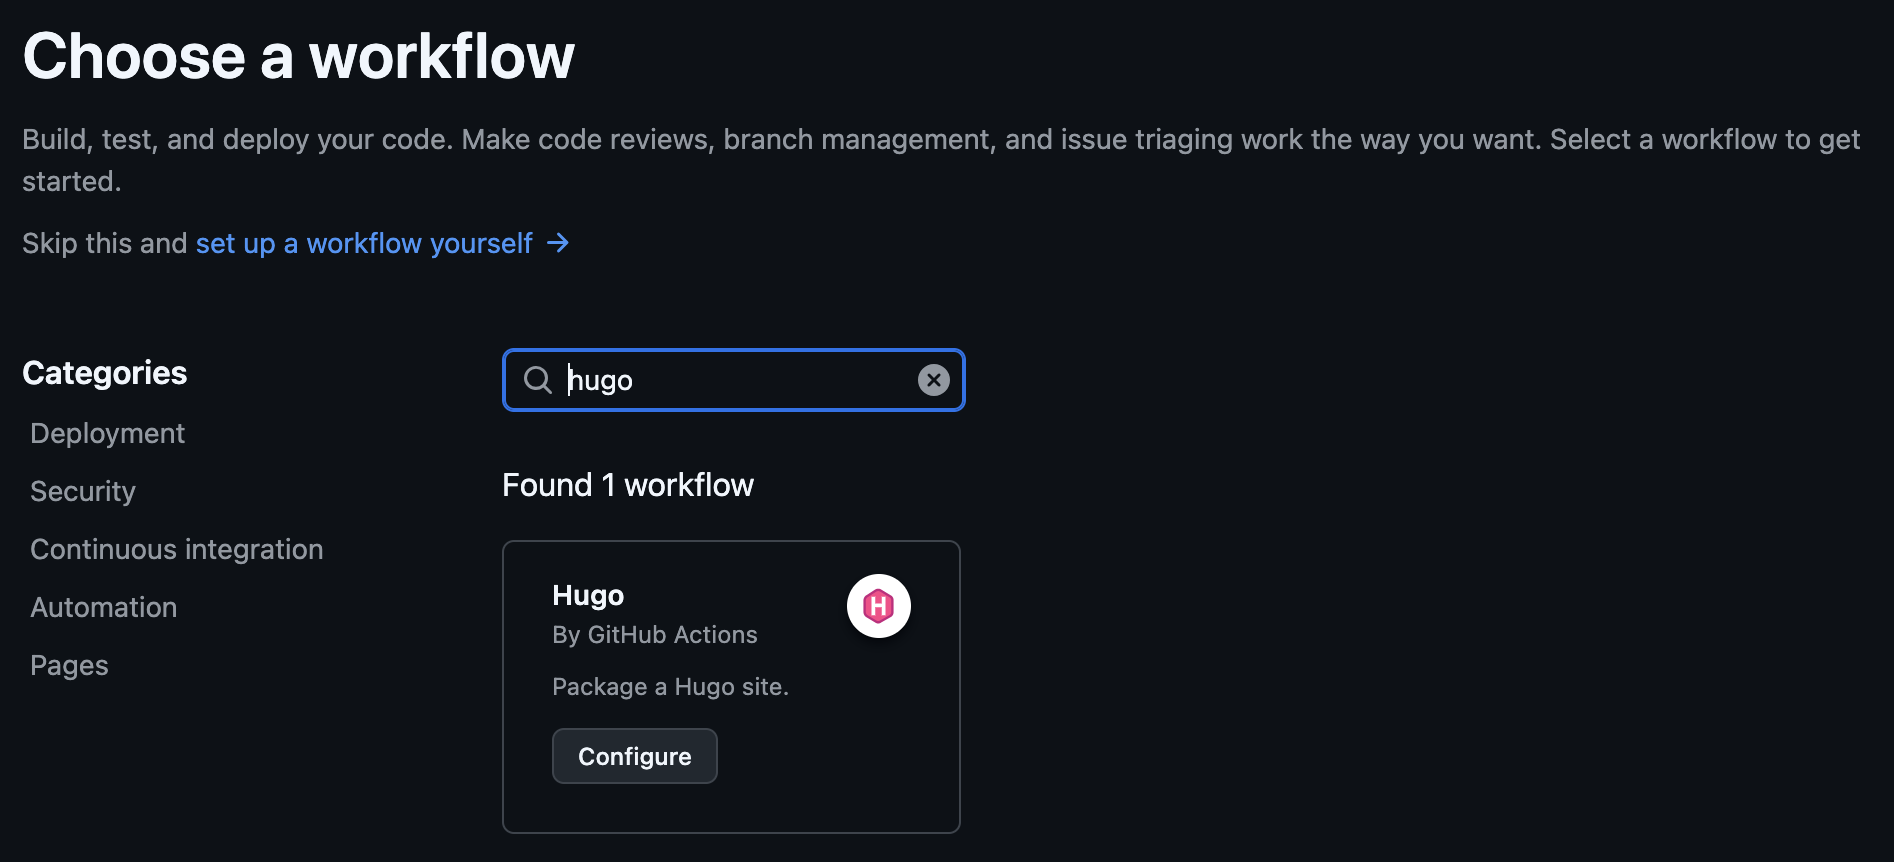 Choose a workflow
Build, test, and deploy your code. Make code reviews, branch management, and issue triaging work the way you want. Select a workflow to get
started.
Skip this and set up a workflow yourself →
Categories
Deployment
Security
Continuous integration
Automation
Pages
hugo
Found 1 workflow
Hugo
H
By GitHub Actions
Package a Hugo site.
Configure